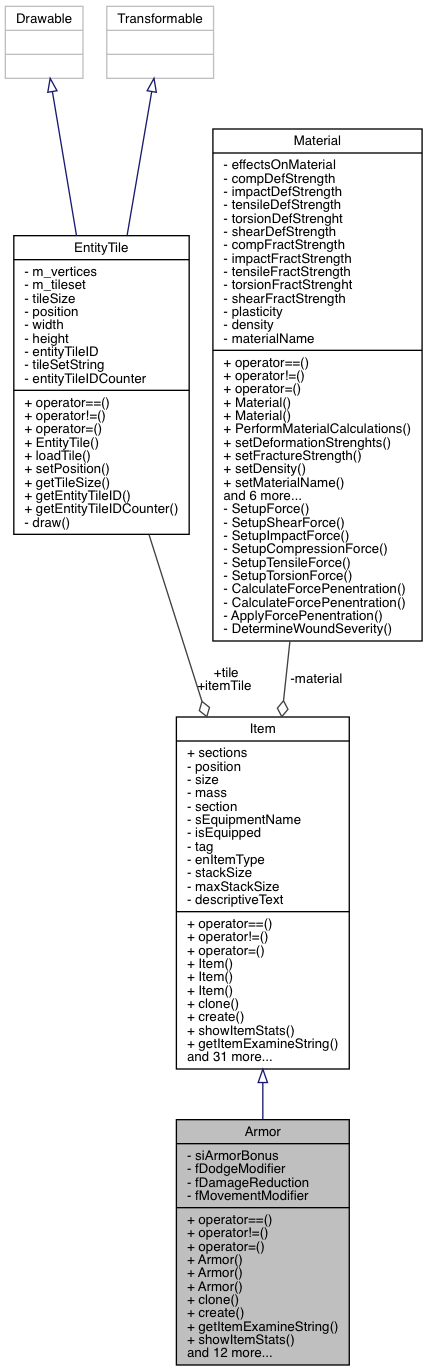 Drawable
Transformable
Material
- effectsOnMaterial
- compDefStrength
- impactDefStrength
- tensileDefStrength
- torsionDefStrenght
- shearDefStrength
- compFractStrength
- impactFractStrength
- tensileFractStrength
- torsionFractStrenght
- shearFractStrength
- plasticity
- density
- materialName
+ operator==()
+ operator!=()
+ operator=()
+ Material()
+ Material()
+ PerformMaterialCalculations()
+ setDeformationStrenghts()
+ setFractureStrength()
+ setDensity()
+ setMaterialName()
and 6 more...
- SetupForce()
- SetupShearForce()
- SetupImpactForce()
- SetupCompressionForce()
- SetupTensileForce()
- SetupTorsionForce()
- CalculateForcePenentration()
- CalculateForcePenentration()
- ApplyForcePenentration()
- DetermineWoundSeverity()
EntityTile
- m_vertices
- m_tileset
- tileSize
- position
- width
- height
- entityTileID
- tileSetString
- entityTileIDCounter
+ operator==()
+ operator!=()
+ operator=()
+ EntityTile()
+ loadTile()
+ setPosition()
+ getTileSize()
+ getEntityTileID()
+ getEntityTileIDCounter()
- draw()
+tile
+itemTile
-material
Item
+ sections
- position
- size
- mass
- section
- sEquipmentName
- isEquipped
- tag
- enItemType
- stackSize
- maxStackSize
- descriptiveText
+ operator==()
+ operator!=()
+ operator=()
+ Item()
+ Item()
+ Item()
+ clone()
+ create()
+ showItemStats()
+ getItemExamineString()
and 31 more...
Armor
- siArmorBonus
- fDodgeModifier
- fDamageReduction
- fMovementModifier
+ operator==()
+ operator!=()
+ operator=()
+ Armor()
+ Armor()
+ Armor()
+ clone()
+ create()
+ getItemExamineString()
+ showItemStats()
and 12 more...